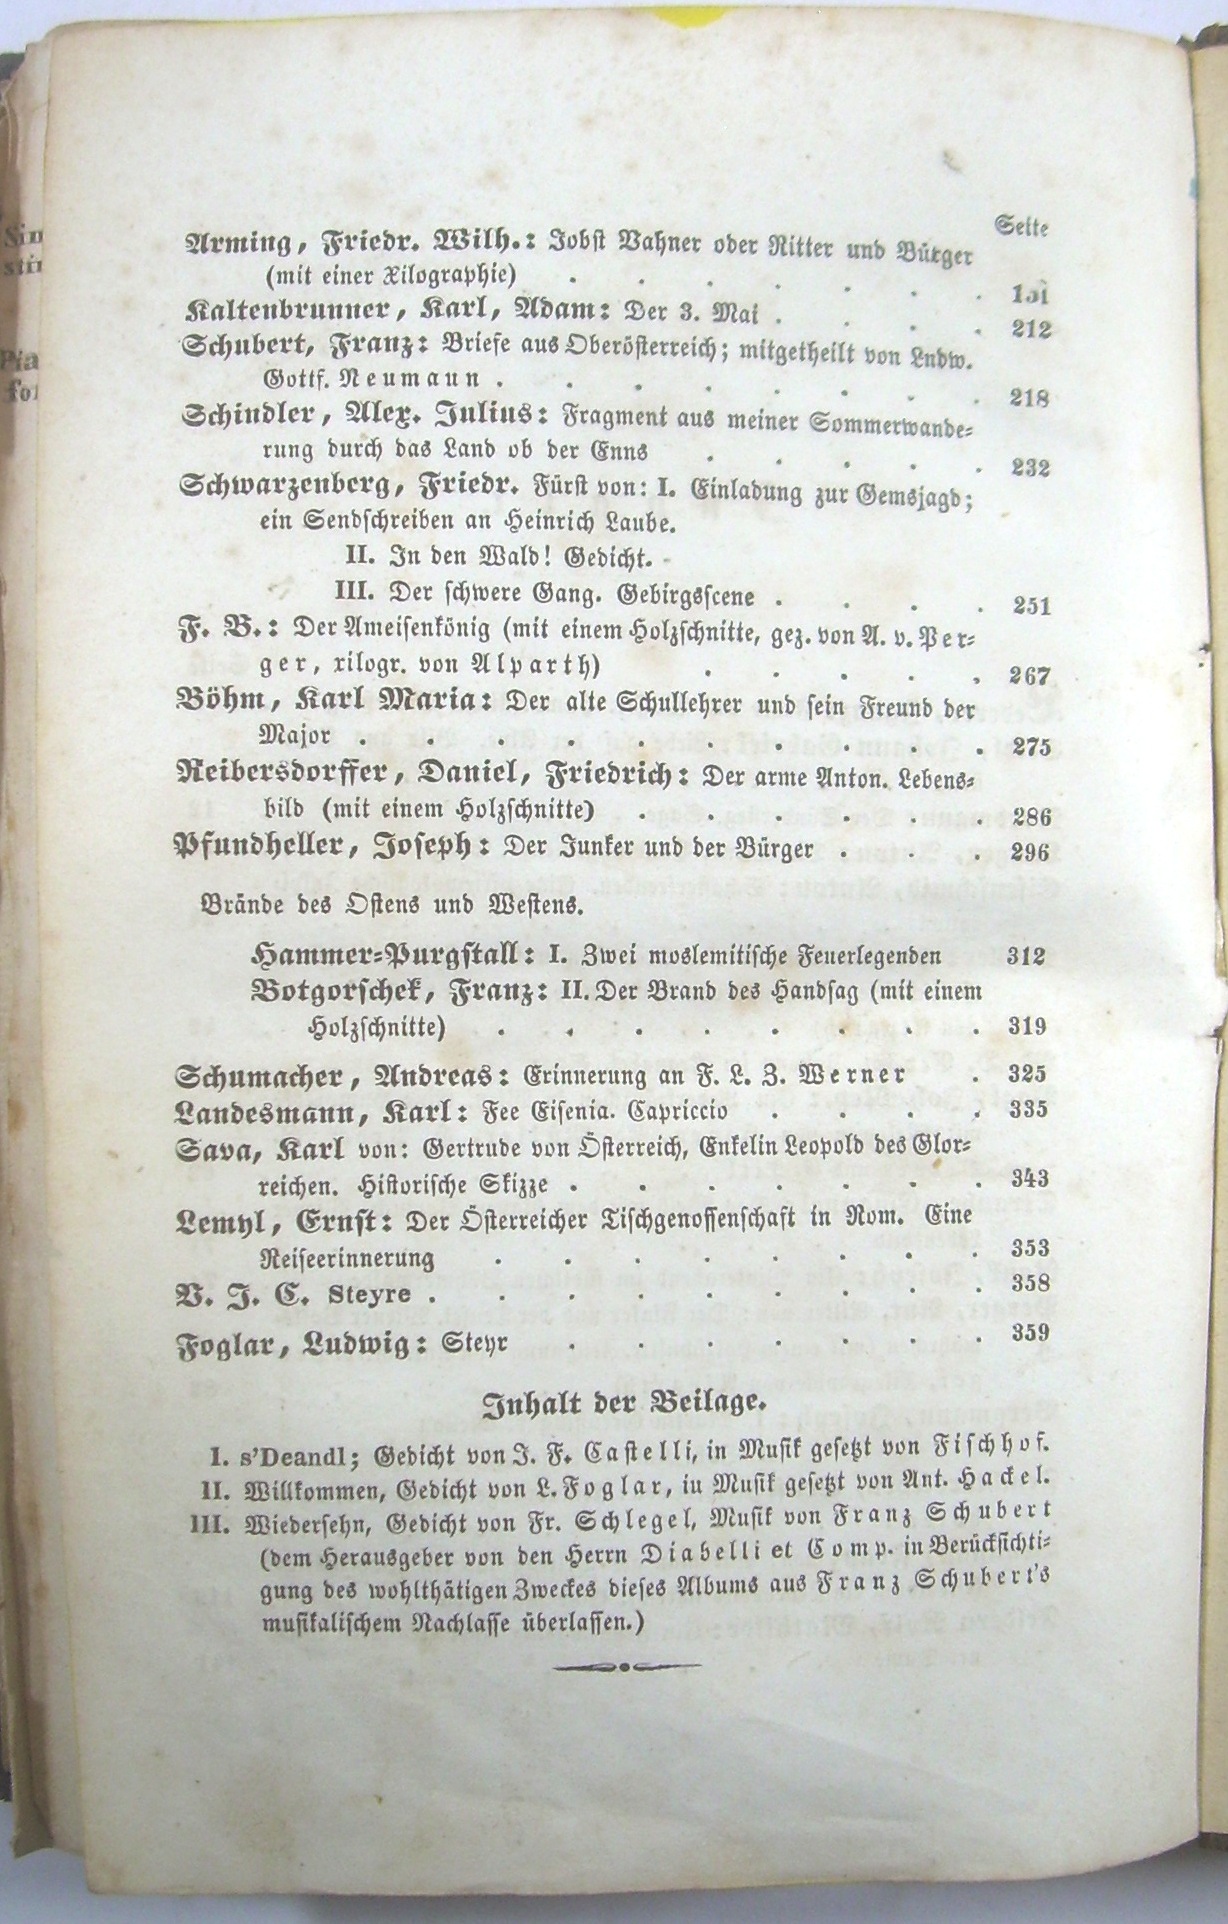 Seite
Arming, Friedr. Wilh.: Jobst Vahner oder Ritter und Bürger
(mit einer Xilographie) . . . . . . .
Kaltenbrunner, Karl, Adam: Der 3. Mai . . . . 212
Schubert, Franz: Briefe aus Oberösterreich; mitgetheilt von Ludw.
Gottf. Neumann . . . . . . . . 218
Schindler, Alex. Julius: Fragment aus meiner Sommerwande-
rung durch das Land ob der Enns . . . . . 232
Schwarzenberg, Friedr. Fürst von: I. Einladung zur Gemsjagd;
ein Sendschreiben an Heinrich Laube.
II. In den Wald! Gedicht.
III. Der schwere Gang. Gebirgsscene . . . . 251
F. B.: Der Ameisenkönig (mit einem Holzschnitte, gez. von A. v. Per-
ger, xilogr. von Alparth) . . . . . 267
Böhm, Karl Maria: Der alte Schullehrer und sein Freund der
Major . . . . . . . . . . 275
Reibersdorffer, Daniel, Friedrich: Der arme Anton. Lebens-
bild (mit einem Holzschnitte) . . . . . . 286
Pfundheller, Joseph: Der Junker und der Bürger . . . 296
Brände des Ostens und Westens.
Hammer-Purgstall: I. Zwei moslemitische Feuerlegenden 312
Botgorschek, Franz: II. Der Brand des Handsag (mit einem
Holzschnitte) . . . . . . . . 319
Schumacher, Andreas: Erinnerung an F. L. Z. Werner . 325
Landesmann, Karl: Fee Eisenia. Capriccio . . . . 335
Sava, Karl von: Gertrude von Österreich, Enkelin Leopold des Glor-
reichen. Historische Skizze . . . . . . . 343
Lemyl, Ernst: Der Österreicher Tischgenossenschaft in Rom. Eine
Reiseerinnerung . . . . . . . . 353
V. J. C. Steyre . . . . . . . . . 358
Foglar, Ludwig: Steyr . . . . . . . 359
Inhalt der Beilage.
I. s'Deandl; Gedicht von J. F. Castelli, in Musik gesetzt von Fischhof.
II. Willkommen, Gedicht von L. Foglar, in Musik gesetzt von Ant. Hackel.
III. Wiedersehn, Gedicht von Fr. Schlegel, Musik von Franz Schubert
(dem Herausgeber von den Herrn Diabelli et Comp. in Berücksichti-
gung des wohlthätigen Zweckes dieses Albums aus Franz Schubert's
musikalischem Nachlasse überlassen.)